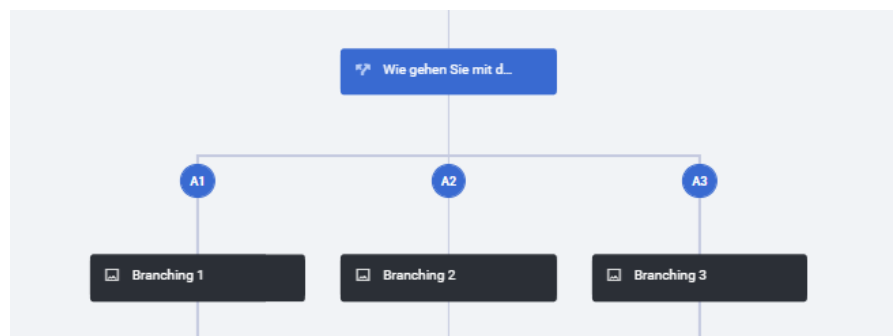 Wie gehen Sie mit d...
A1
A2
A3
Branching 1
Branching 2
Branching 3